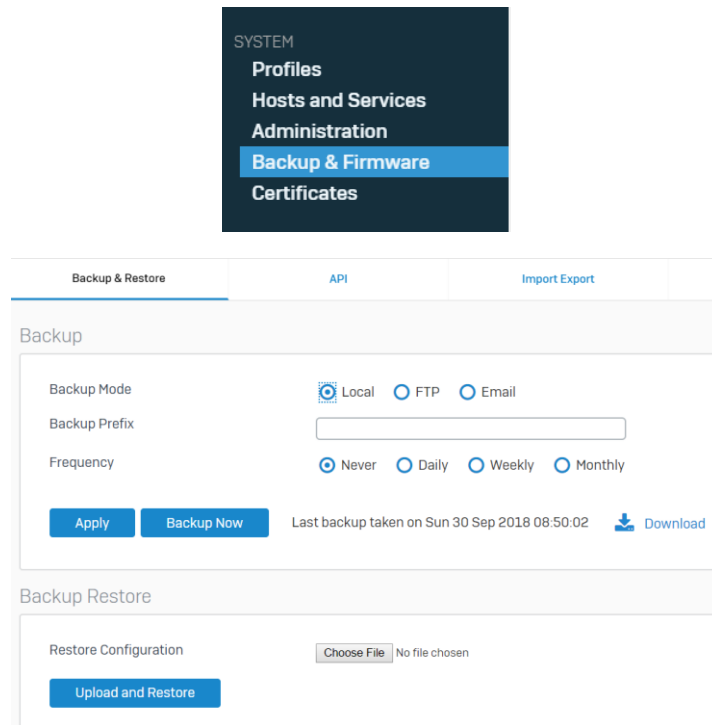 SYSTEM
Profiles
Hosts and Services
Administration
Backup & Firmware
Certificates
Backup & Restore API Import Export
Backup
Backup Mode Local FTP Email
Backup Prefix
Frequency Never Daily Weekly Monthly
Apply Backup Now Last backup taken on Sun 30 Sep 2018 08:50:02 Download
Backup Restore
Restore Configuration Choose File No file chosen
Upload and Restore